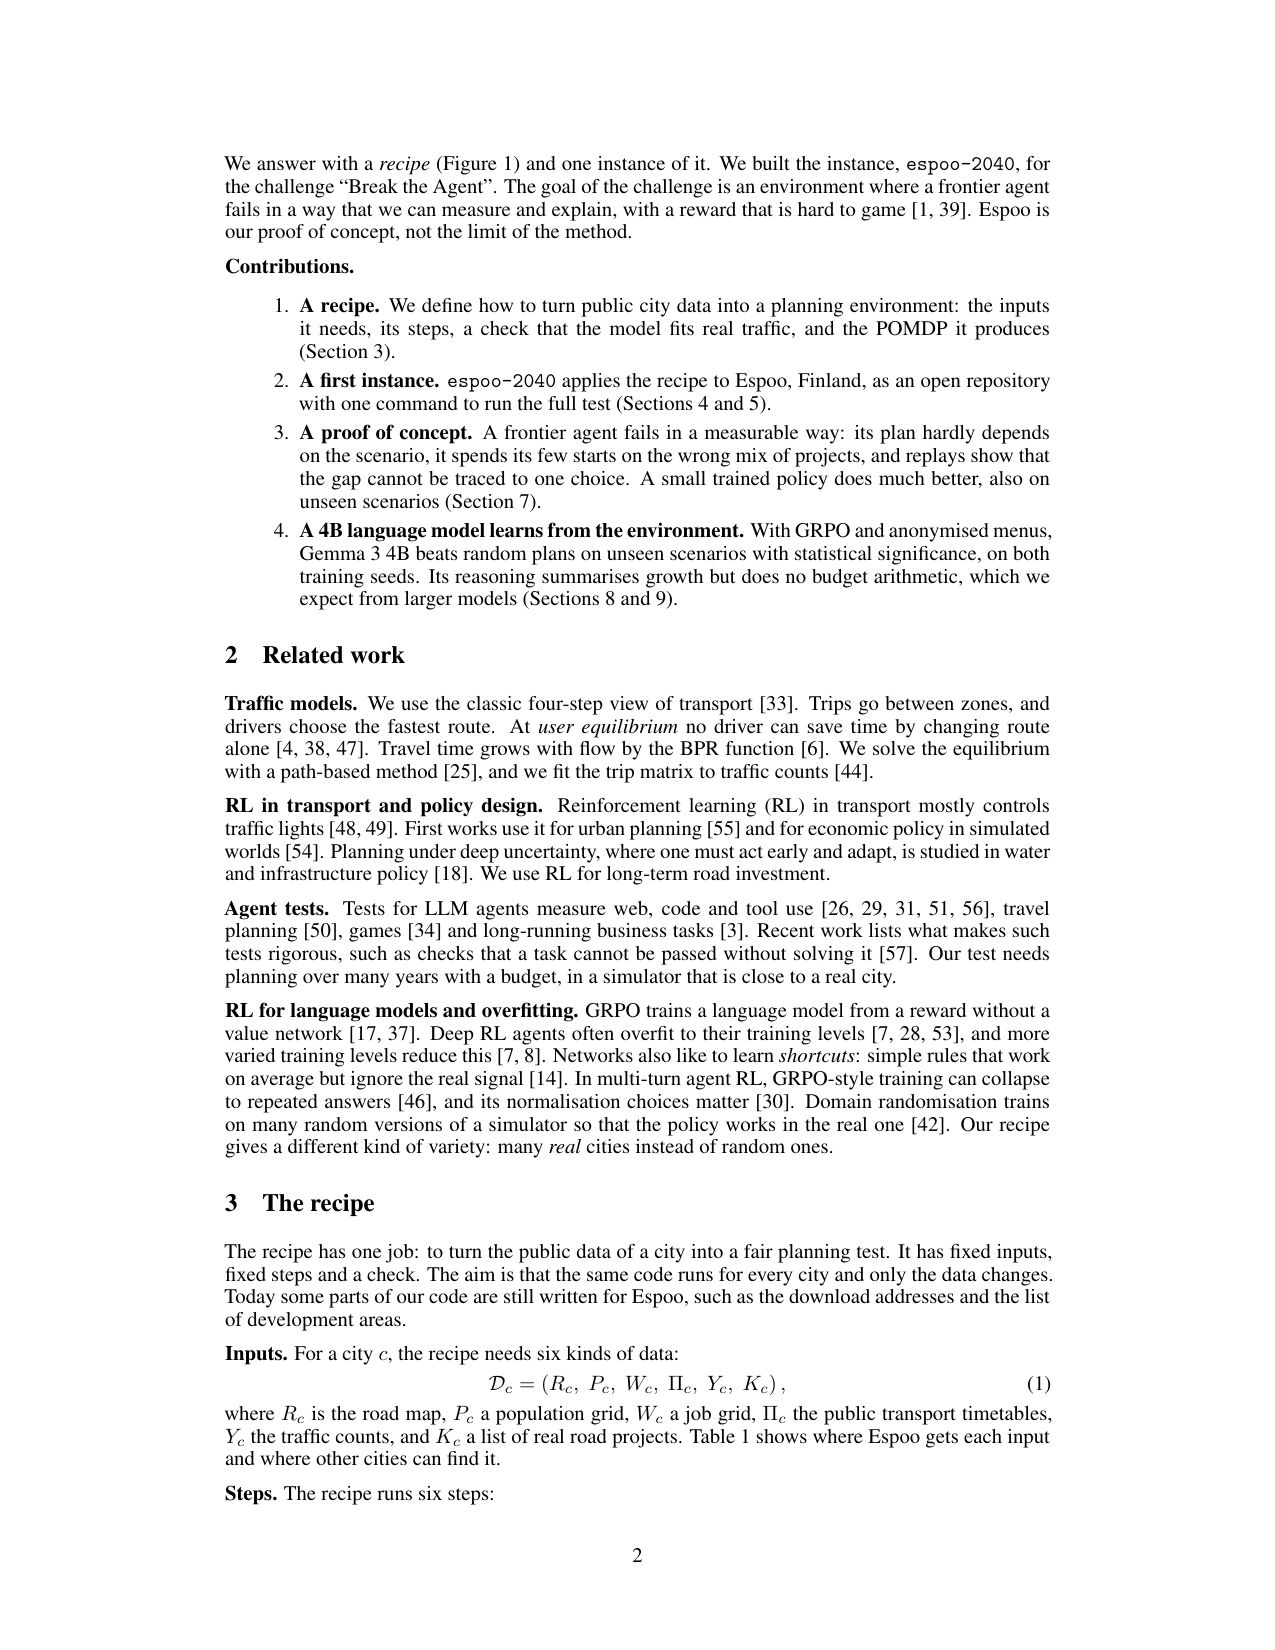 We answer with a recipe (Figure 1) and one instance of it. We built the instance, espoo-2040, for
the challenge “Break the Agent”. The goal of the challenge is an environment where a frontier agent
fails in a way that we can measure and explain, with a reward that is hard to game [1, 39]. Espoo is
our proof of concept, not the limit of the method.
Contributions.
1. A recipe. We define how to turn public city data into a planning environment: the inputs
it needs, its steps, a check that the model fits real traffic, and the POMDP it produces
(Section 3).
2. A first instance. espoo-2040 applies the recipe to Espoo, Finland, as an open repository
with one command to run the full test (Sections 4 and 5).
3. A proof of concept. A frontier agent fails in a measurable way: its plan hardly depends
on the scenario, it spends its few starts on the wrong mix of projects, and replays show that
the gap cannot be traced to one choice. A small trained policy does much better, also on
unseen scenarios (Section 7).
4. A 4B language model learns from the environment. With GRPO and anonymised menus,
Gemma 3 4B beats random plans on unseen scenarios with statistical significance, on both
training seeds. Its reasoning summarises growth but does no budget arithmetic, which we
expect from larger models (Sections 8 and 9).
2 Related work
Traffic models. We use the classic four-step view of transport [33]. Trips go between zones, and
drivers choose the fastest route. At user equilibrium no driver can save time by changing route
alone [4, 38, 47]. Travel time grows with flow by the BPR function [6]. We solve the equilibrium
with a path-based method [25], and we fit the trip matrix to traffic counts [44].
RL in transport and policy design. Reinforcement learning (RL) in transport mostly controls
traffic lights [48, 49]. First works use it for urban planning [55] and for economic policy in simulated
worlds [54]. Planning under deep uncertainty, where one must act early and adapt, is studied in water
and infrastructure policy [18]. We use RL for long-term road investment.
Agent tests. Tests for LLM agents measure web, code and tool use [26, 29, 31, 51, 56], travel
planning [50], games [34] and long-running business tasks [3]. Recent work lists what makes such
tests rigorous, such as checks that a task cannot be passed without solving it [57]. Our test needs
planning over many years with a budget, in a simulator that is close to a real city.
RL for language models and overfitting. GRPO trains a language model from a reward without a
value network [17, 37]. Deep RL agents often overfit to their training levels [7, 28, 53], and more
varied training levels reduce this [7, 8]. Networks also like to learn shortcuts: simple rules that work
on average but ignore the real signal [14]. In multi-turn agent RL, GRPO-style training can collapse
to repeated answers [46], and its normalisation choices matter [30]. Domain randomisation trains
on many random versions of a simulator so that the policy works in the real one [42]. Our recipe
gives a different kind of variety: many real cities instead of random ones.
3 The recipe
The recipe has one job: to turn the public data of a city into a fair planning test. It has fixed inputs,
fixed steps and a check. The aim is that the same code runs for every city and only the data changes.
Today some parts of our code are still written for Espoo, such as the download addresses and the list
of development areas.
Inputs. For a city c, the recipe needs six kinds of data:
𝒟c = (Rc, Pc, Wc, Πc, Yc, Kc), (1)
where Rc is the road map, Pc a population grid, Wc a job grid, Πc the public transport timetables,
Yc the traffic counts, and Kc a list of real road projects. Table 1 shows where Espoo gets each input
and where other cities can find it.
Steps. The recipe runs six steps:
2